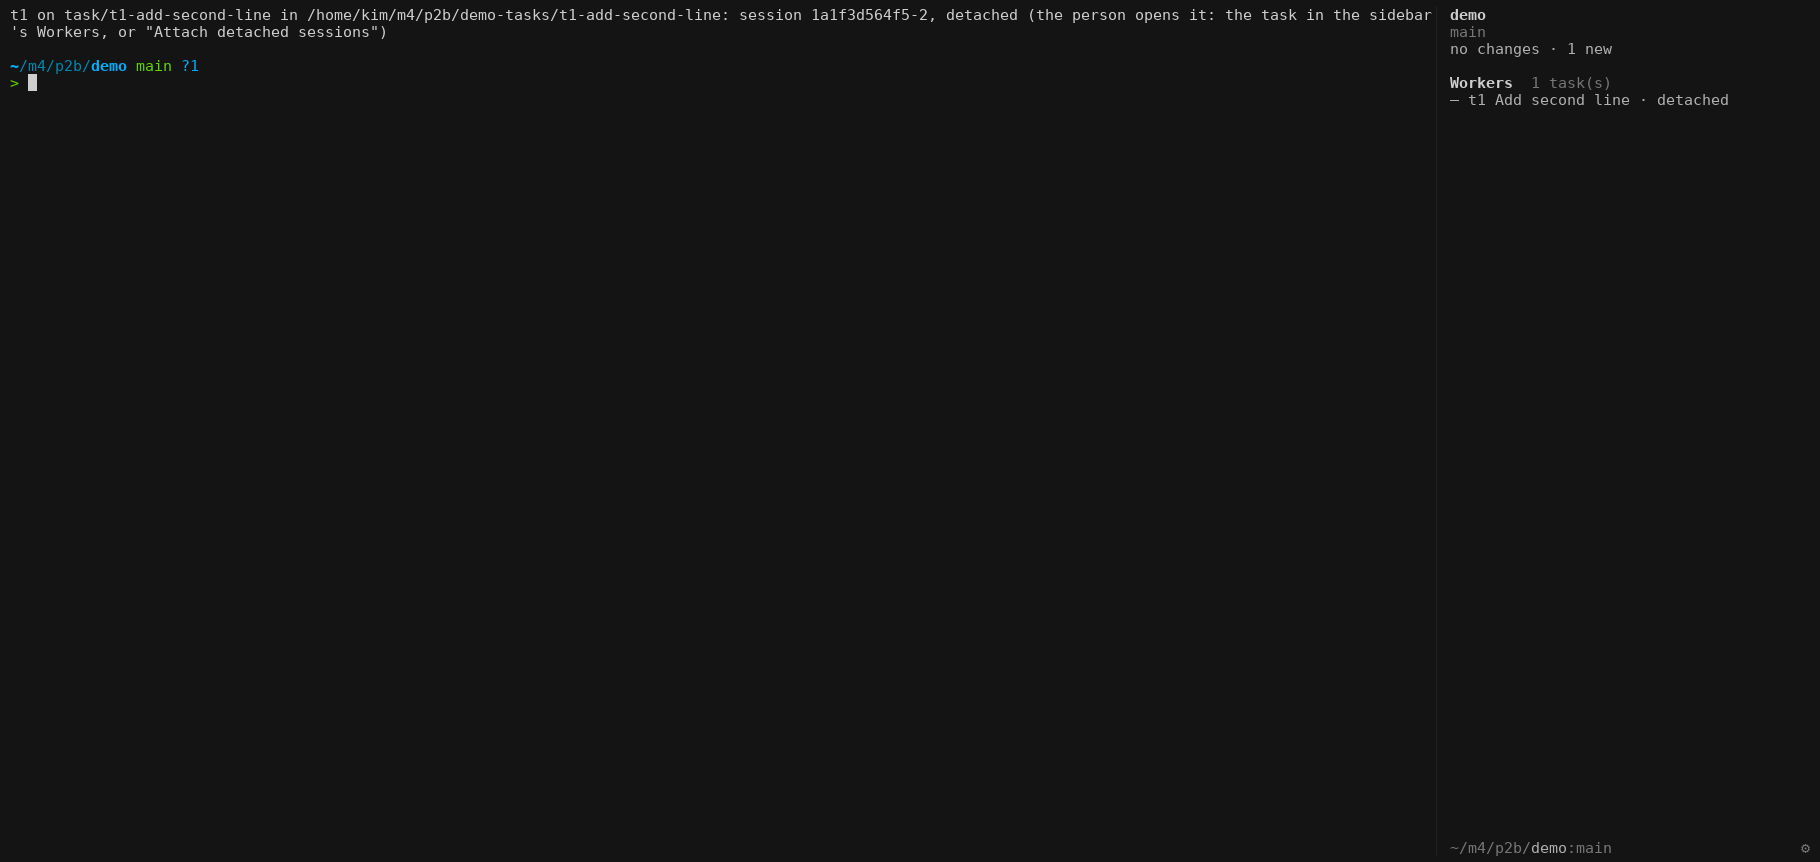 t1 on task/t1-add-second-line in /home/kim/m4/p2b/demo-tasks/t1-add-second-line: session 1a1f3d564f5-2, detached (the person opens it: the task in the sidebar
's Workers, or "Attach detached sessions")
~/m4/p2b/demo main ?1
>
demo
main
no changes · 1 new
Workers 1 task(s)
— t1 Add second line · detached
~/m4/p2b/demo:main ⚙